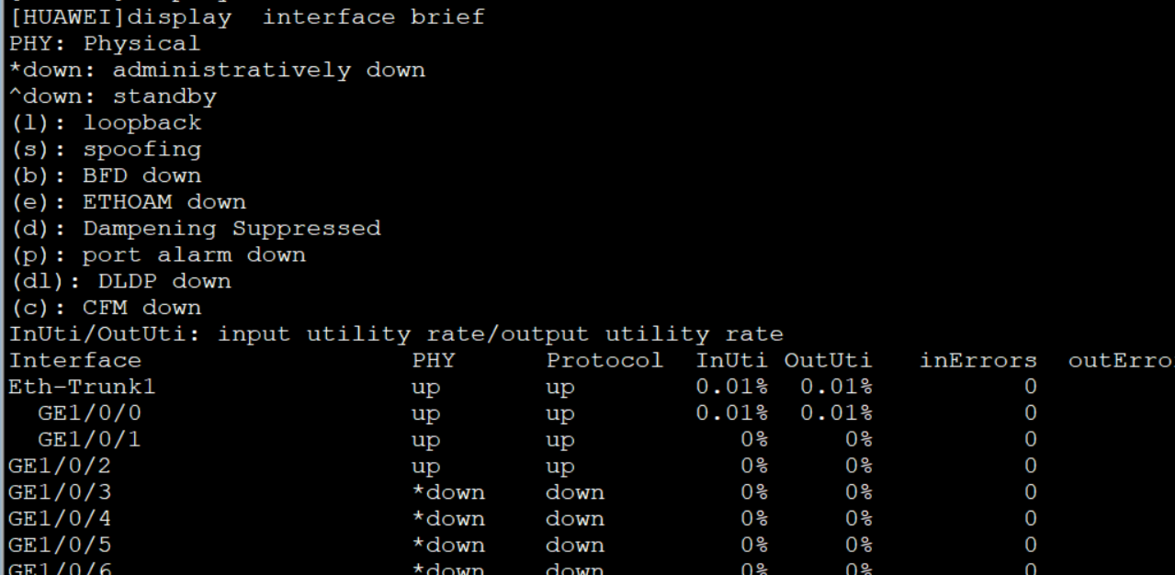 [HUAWEI]display  interface brief
PHY: Physical
*down: administratively down
^down: standby
(l): loopback
(s): spoofing
(b): BFD down
(e): ETHOAM down
(d): Dampening Suppressed
(p): port alarm down
(dl): DLDP down
(c): CFM down
InUti/OutUti: input utility rate/output utility rate
Interface                   PHY      Protocol  InUti OutUti   inErrors  outErro
Eth-Trunk1                  up       up        0.01%  0.01%          0
  GE1/0/0                   up       up        0.01%  0.01%          0
  GE1/0/1                   up       up           0%     0%          0
GE1/0/2                     up       up           0%     0%          0
GE1/0/3                     *down    down         0%     0%          0
GE1/0/4                     *down    down         0%     0%          0
GE1/0/5                     *down    down         0%     0%          0
GE1/0/6                     *down    down         0%     0%          0